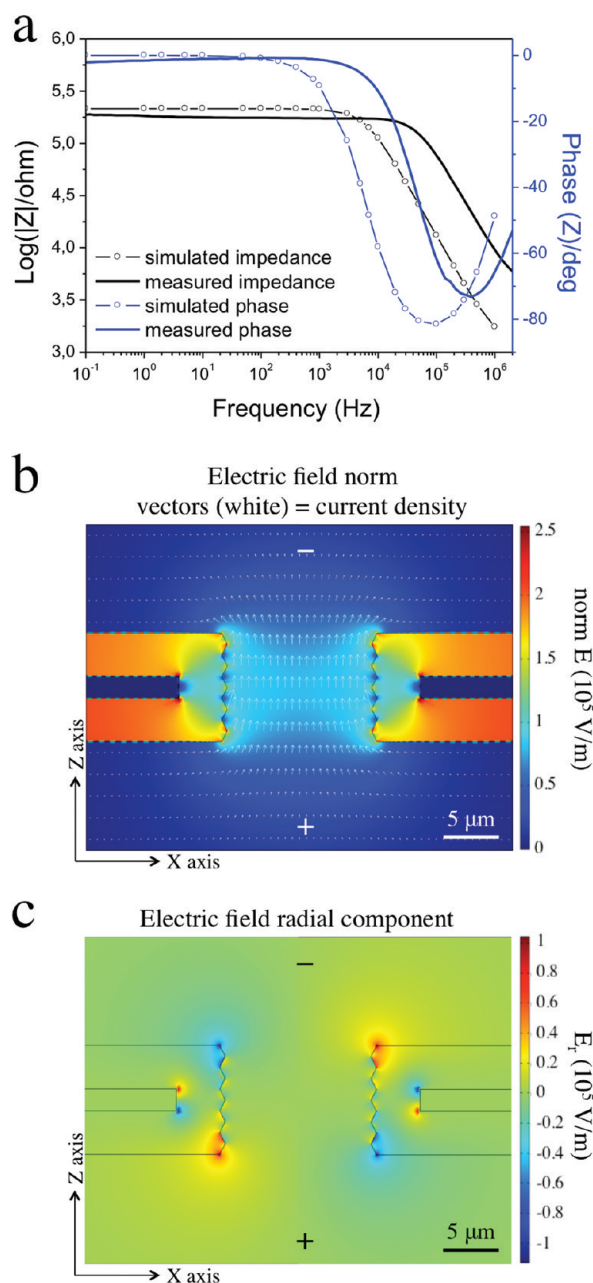 a
6,0
5,5
5,0
4,5
4,0
3,5
3,0
Log(|Z|/ohm)
0
-20
-40
-60
-80
Phase (Z)/deg
simulated impedance
measured impedance
simulated phase
measured phase
10⁻¹ 10⁰ 10¹ 10² 10³ 10⁴ 10⁵ 10⁶
Frequency (Hz)
b
Electric field norm
vectors (white) = current density
−
+
5 µm
Z axis
X axis
2.5
2
1.5
1
0.5
0
norm E (10⁵ V/m)
c
Electric field radial component
−
+
5 µm
Z axis
X axis
1
0.8
0.6
0.4
0.2
0
-0.2
-0.4
-0.6
-0.8
-1
Eᵣ (10⁵ V/m)